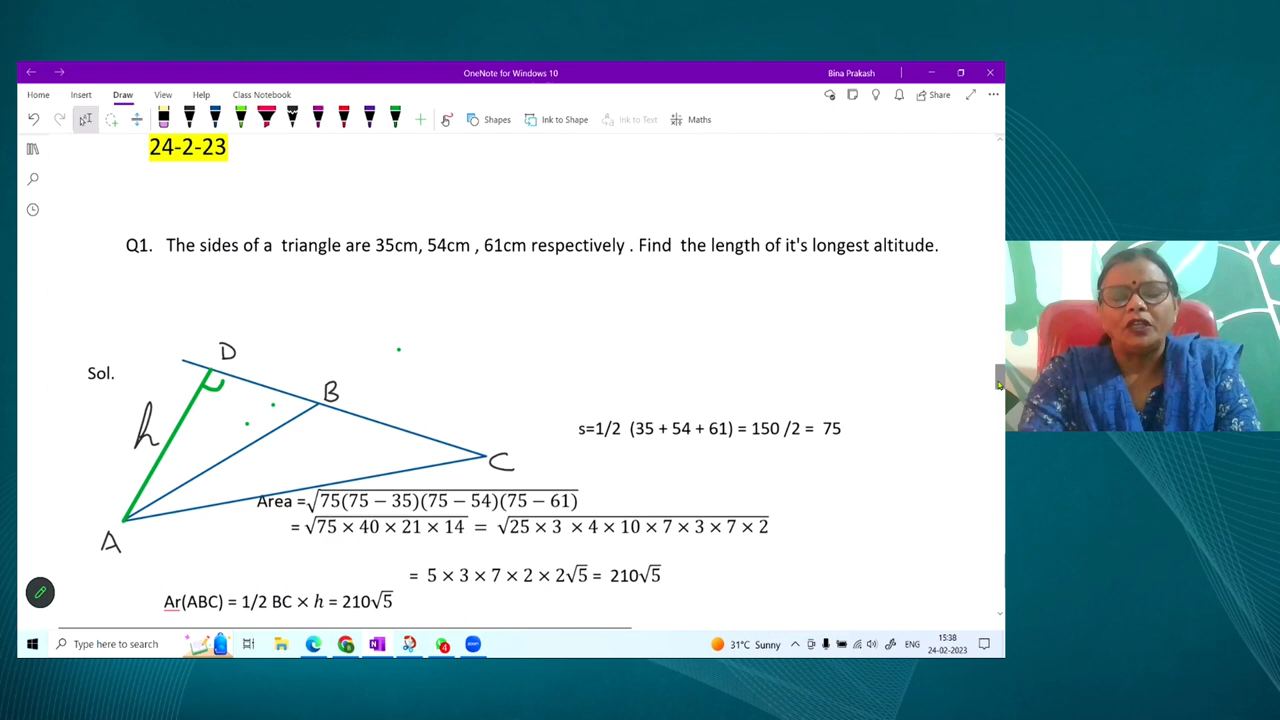 OneNote for Windows 10
Bina Prakash
Home Insert Draw View Help Class Notebook
Share
Shapes Ink to Shape Ink to Text Maths
24-2-23
Q1. The sides of a triangle are 35cm, 54cm , 61cm respectively . Find the length of it's longest altitude.
D
Sol.
B
h
s=1/2 (35 + 54 + 61) = 150 /2 = 75
C
Area =√75(75 − 35)(75 − 54)(75 − 61)
= √75 × 40 × 21 × 14 = √25 × 3 × 4 × 10 × 7 × 3 × 7 × 2
A
= 5 × 3 × 7 × 2 × 2√5 = 210√5
Ar(ABC) = 1/2 BC × h = 210√5
Type here to search
4
zoom
31°C Sunny
ENG
15:38
24-02-2023